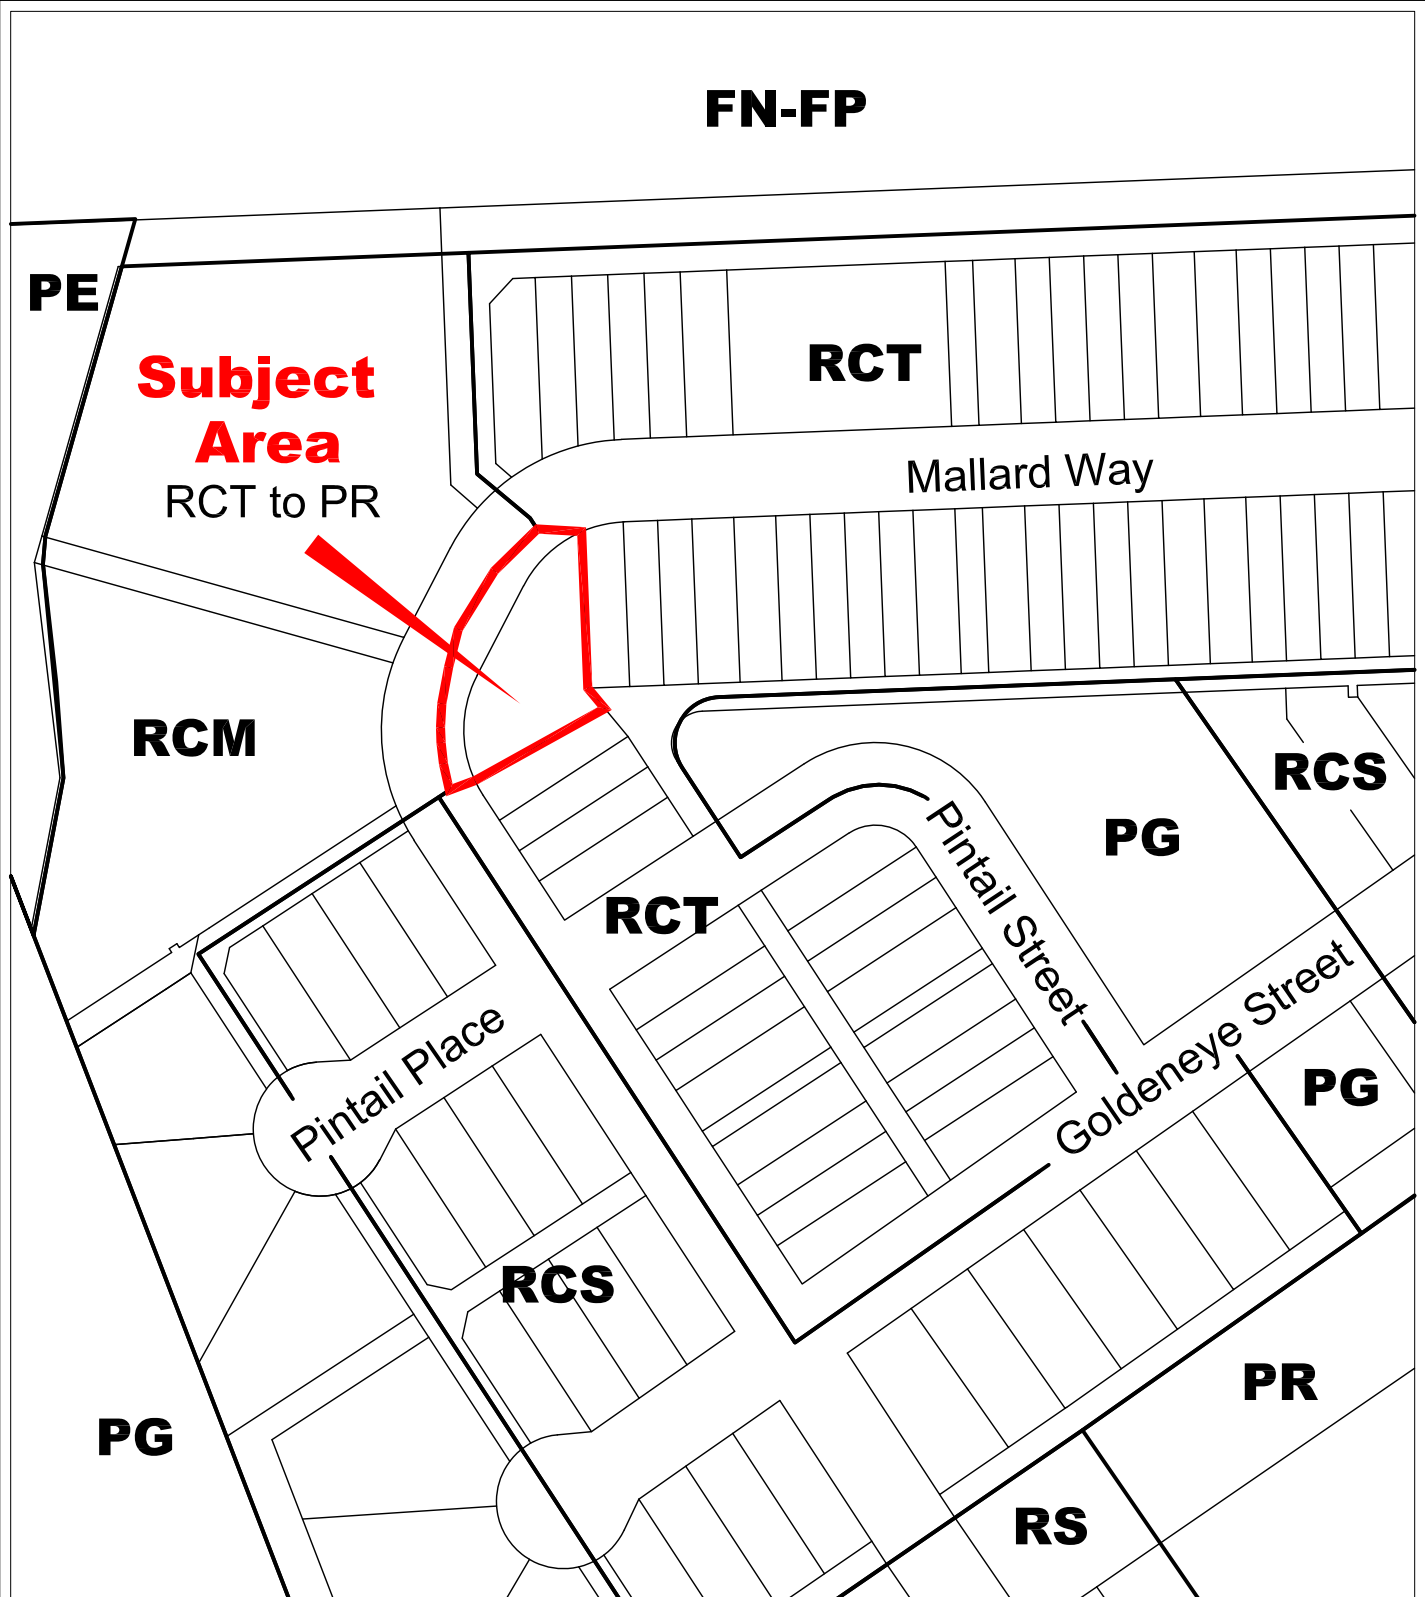 FN-FP
PE
RCT
Subject
Area
RCT to PR
Mallard Way
RCM
RCS
PG
Pintail Street
RCT
Goldeneye Street
Pintail Place
PG
RCS
PR
PG
RS